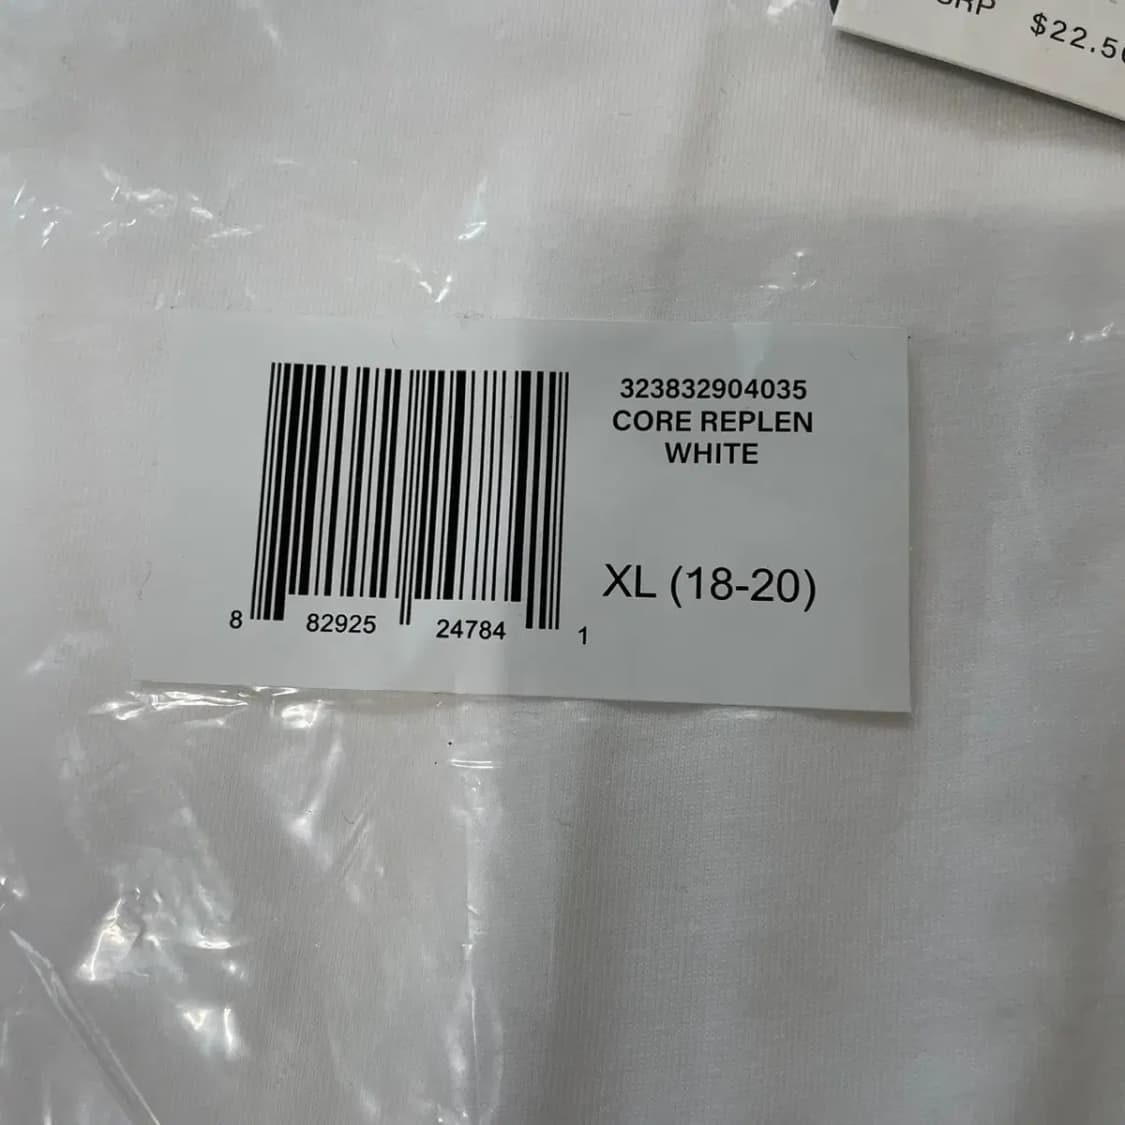 $22.5
323832904035
CORE REPLEN
WHITE
XL (18-20)
8 82925 24784 1